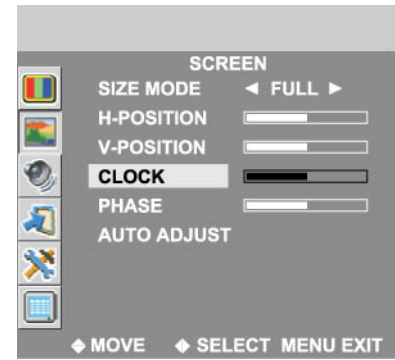 SCREEN
SIZE MODE ◄ FULL ►
H-POSITION
V-POSITION
CLOCK
PHASE
AUTO ADJUST
MOVE SELECT MENU EXIT